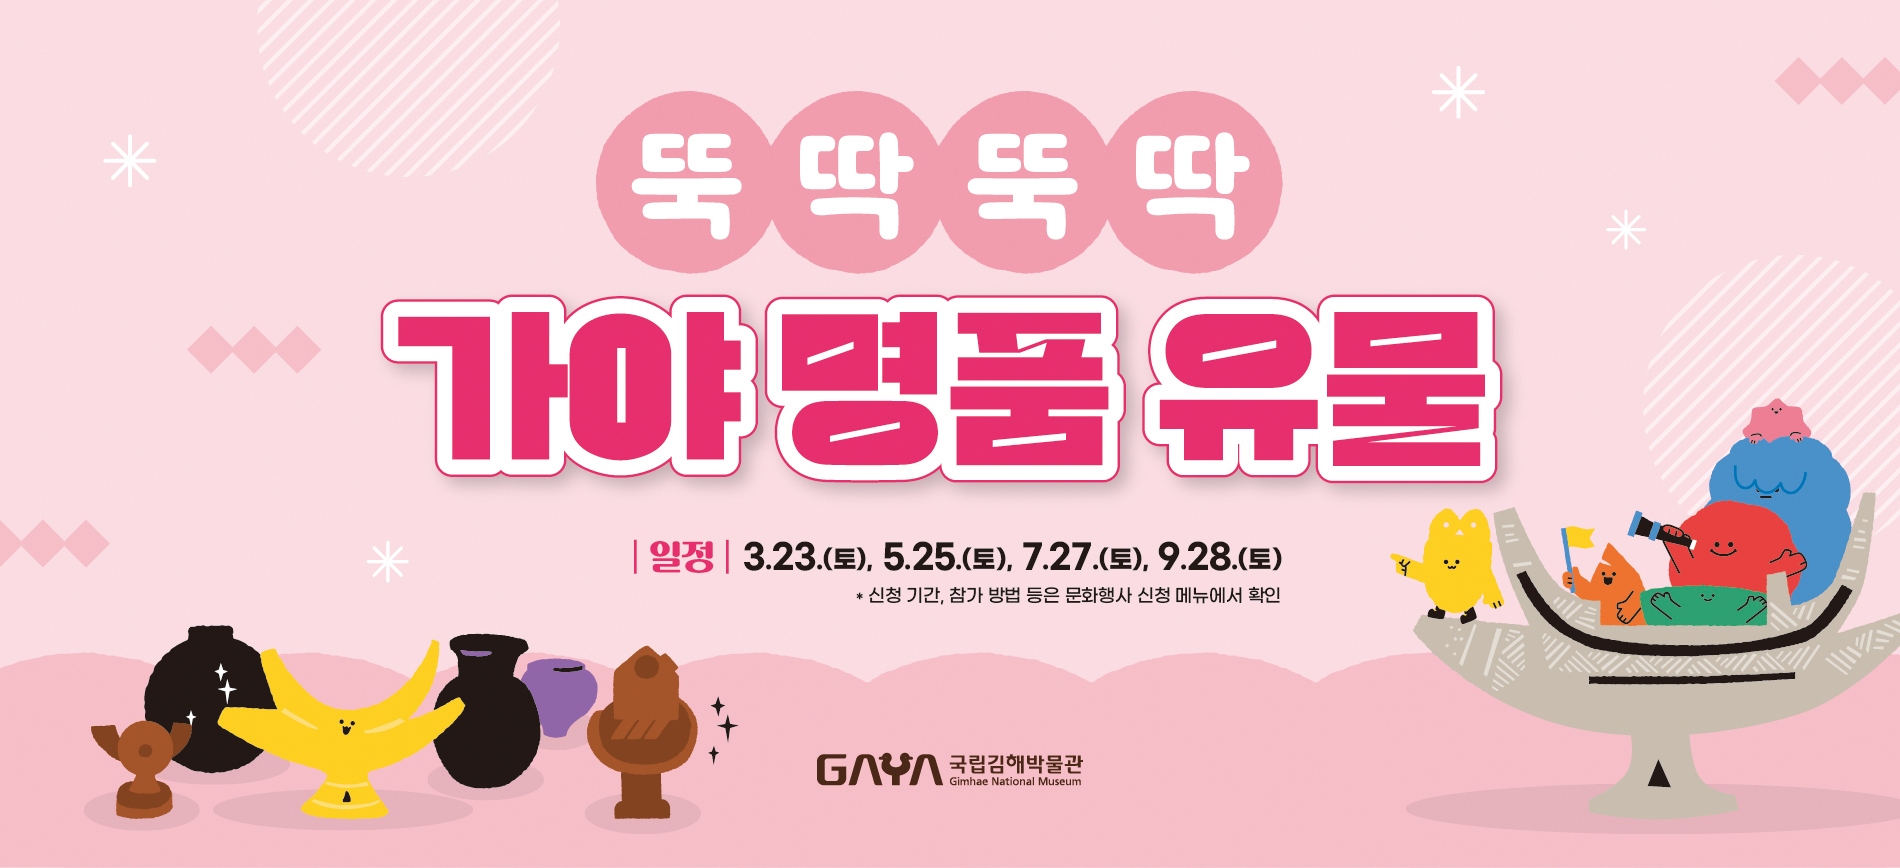 뚝딱뚝딱
가야 명품 유물
일정 3.23.(토), 5.25.(토), 7.27.(토), 9.28.(토)
* 신청 기간, 참가 방법 등은 문화행사 신청 메뉴에서 확인
GAYA 국립김해박물관
Gimhae National Museum